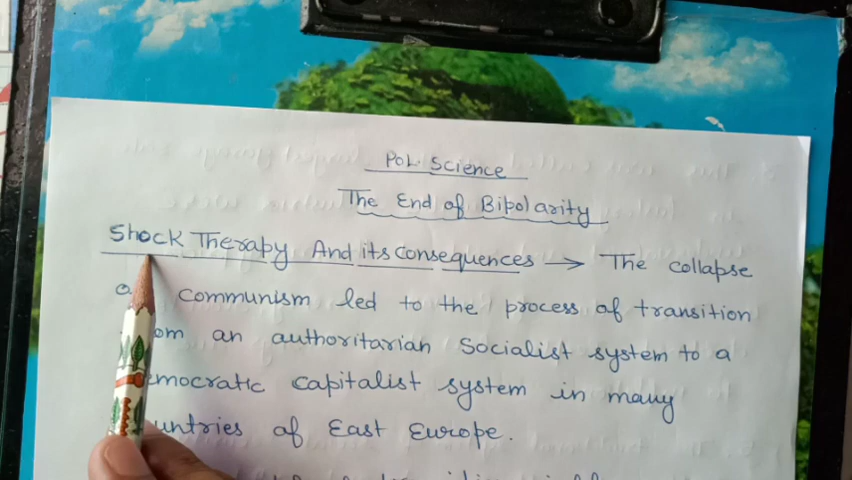 Pol. Science
The End of Bipolarity
Shock Therapy And its consequences → The collapse
communism led to the process of transition
an authoritarian socialist system to a
capitalist system in many
of East Europe.